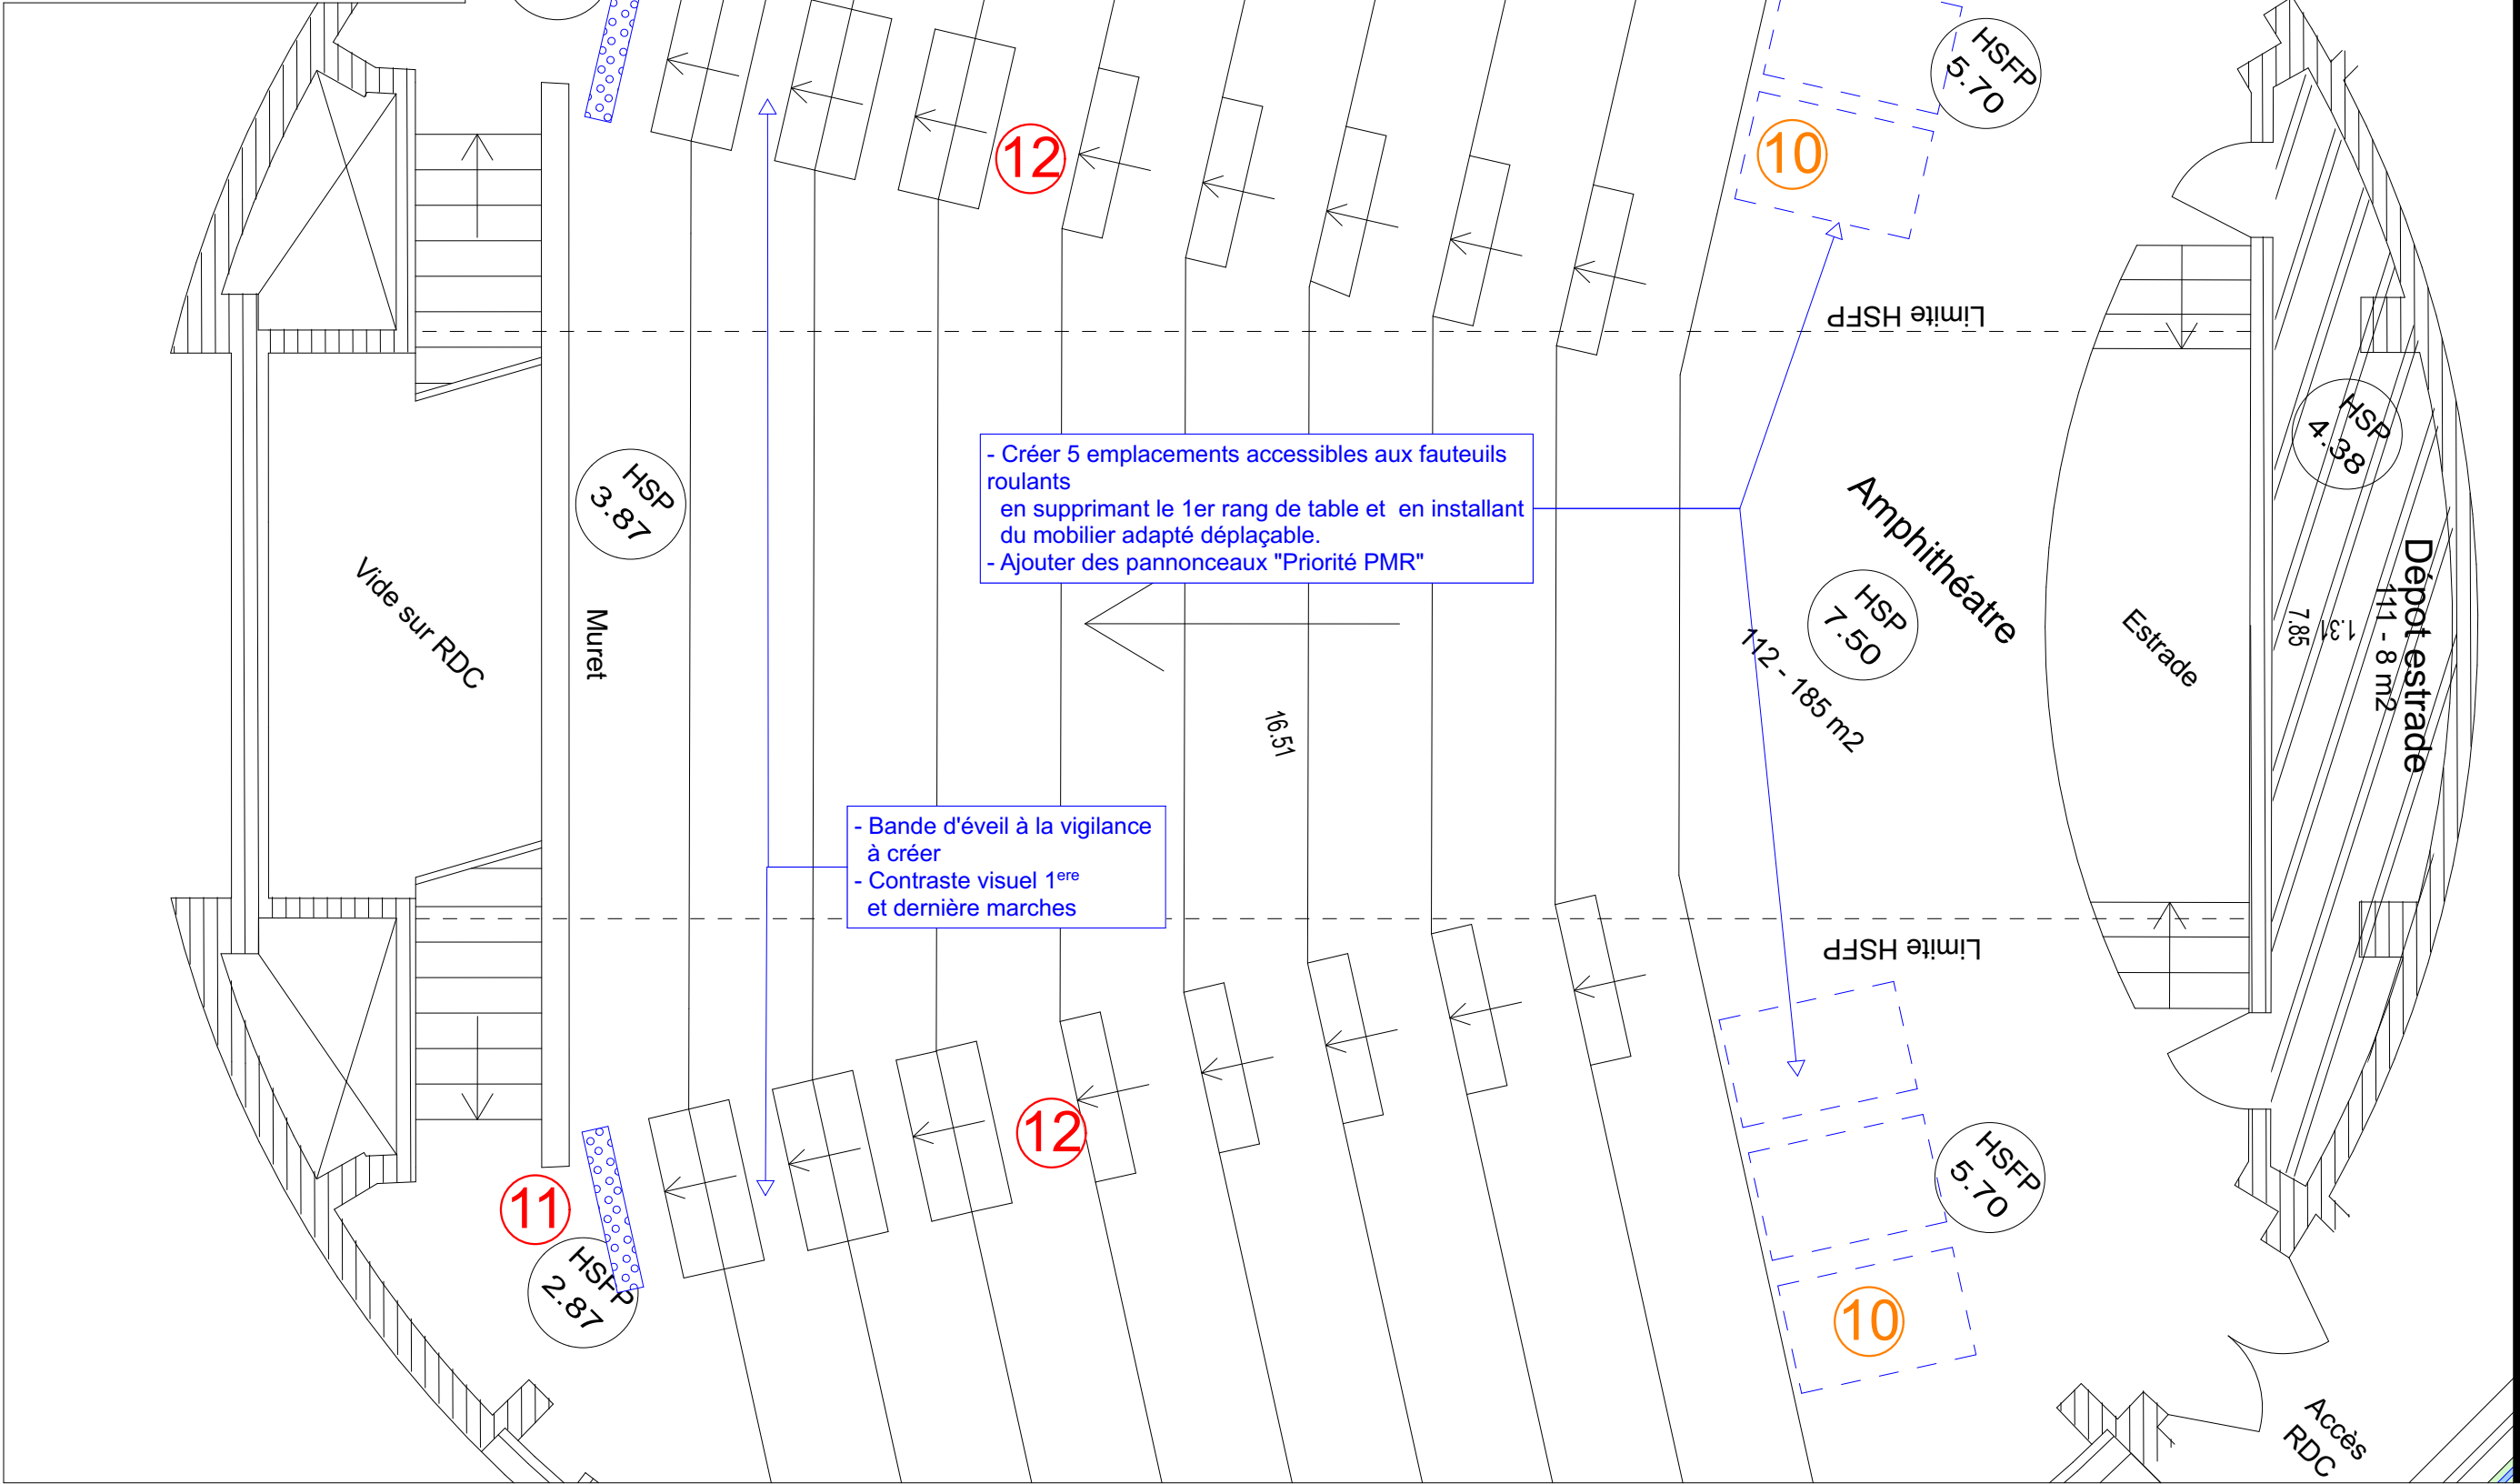 HSFP
5.70
12
10
Limite HSFP
HSP
4.38
- Créer 5 emplacements accessibles aux fauteuils
roulants
en supprimant le 1er rang de table et en installant
du mobilier adapté déplaçable.
- Ajouter des pannonceaux "Priorité PMR"
HSP
3.87
Vide sur RDC
Muret
Amphithéatre
HSP
7.50
112 - 185 m2
Estrade
Dépot estrade
111 - 8 m2
1.31
7.85
16.51
- Bande d'éveil à la vigilance
à créer
- Contraste visuel 1ere
et dernière marches
Limite HSFP
12
11
HSFP
2.87
HSFP
5.70
10
Accès
RDC